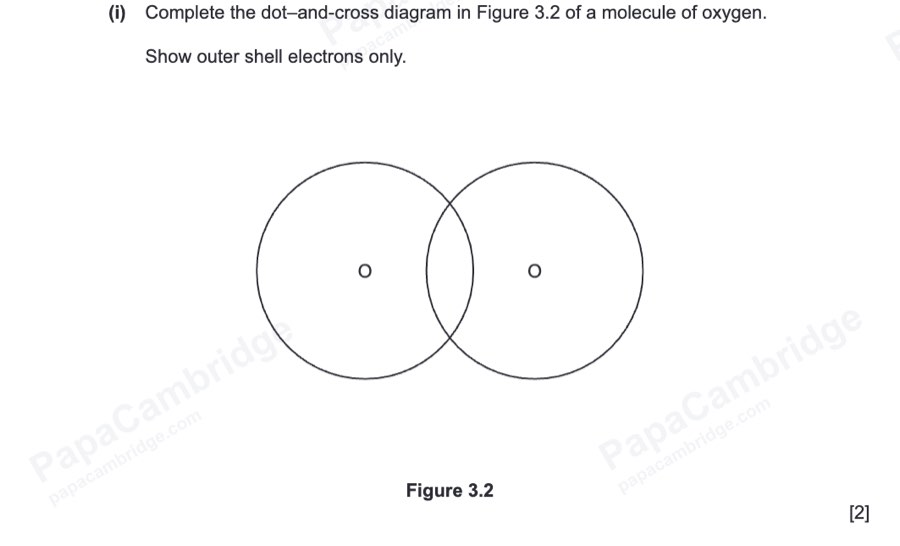 (i) Complete the dot–and-cross diagram in Figure 3.2 of a molecule of oxygen.
Show outer shell electrons only.
O O
PapaCambridge
papacambridge.com
PapaCambridge
papacambridge.com
Figure 3.2
[2]